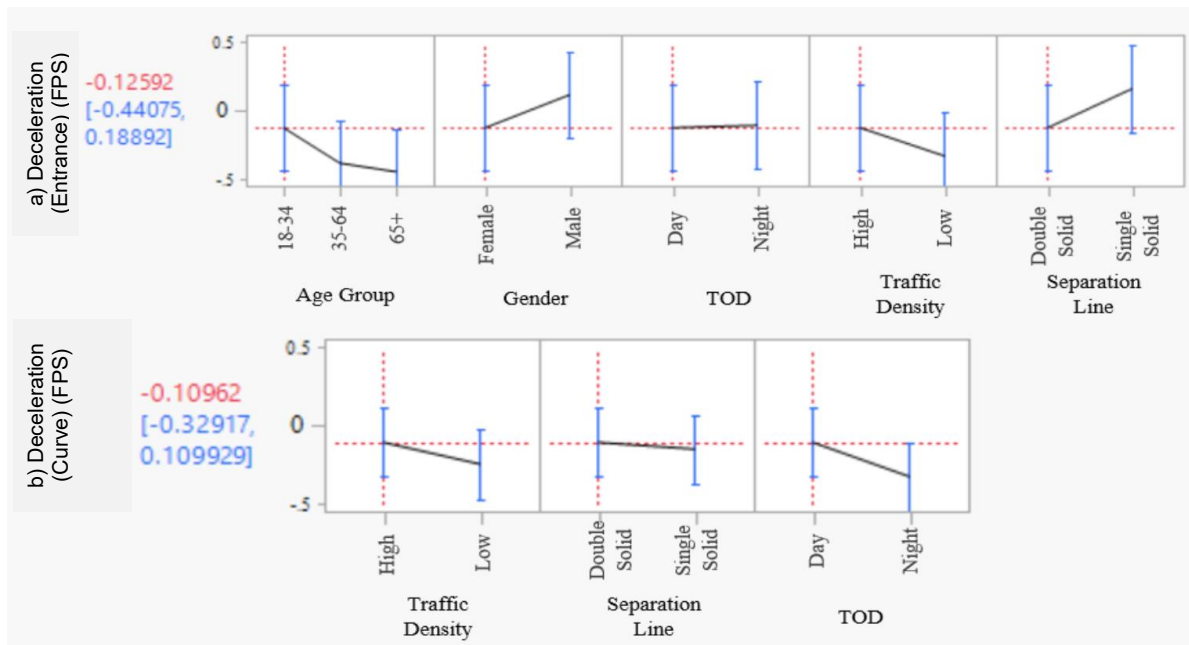 a) Deceleration
(Entrance) (FPS)
-0.12592
[-0.44075,
0.18892]
0.5
0
-.5
18-34
35-64
65+
Female
Male
Day
Night
High
Low
Double
Solid
Single
Solid
Age Group
Gender
TOD
Traffic
Density
Separation
Line
b) Deceleration
(Curve) (FPS)
-0.10962
[-0.32917,
0.109929]
0.5
0
-.5
High
Low
Double
Solid
Single
Solid
Day
Night
Traffic
Density
Separation
Line
TOD